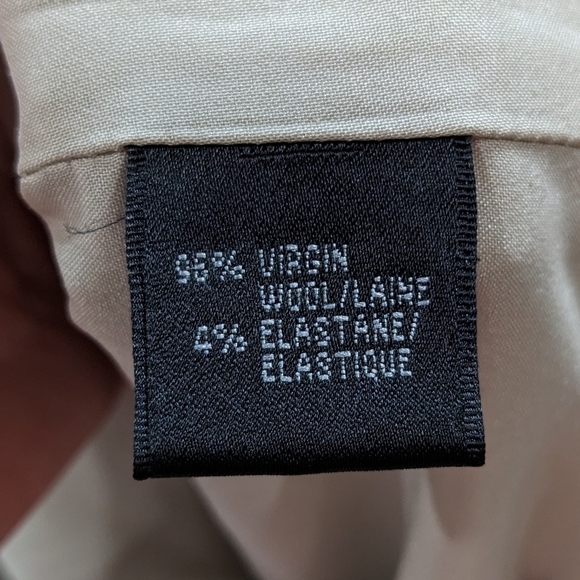 96% VIRGIN
WOOL/LAINE
4% ELASTANE/
ELASTIQUE